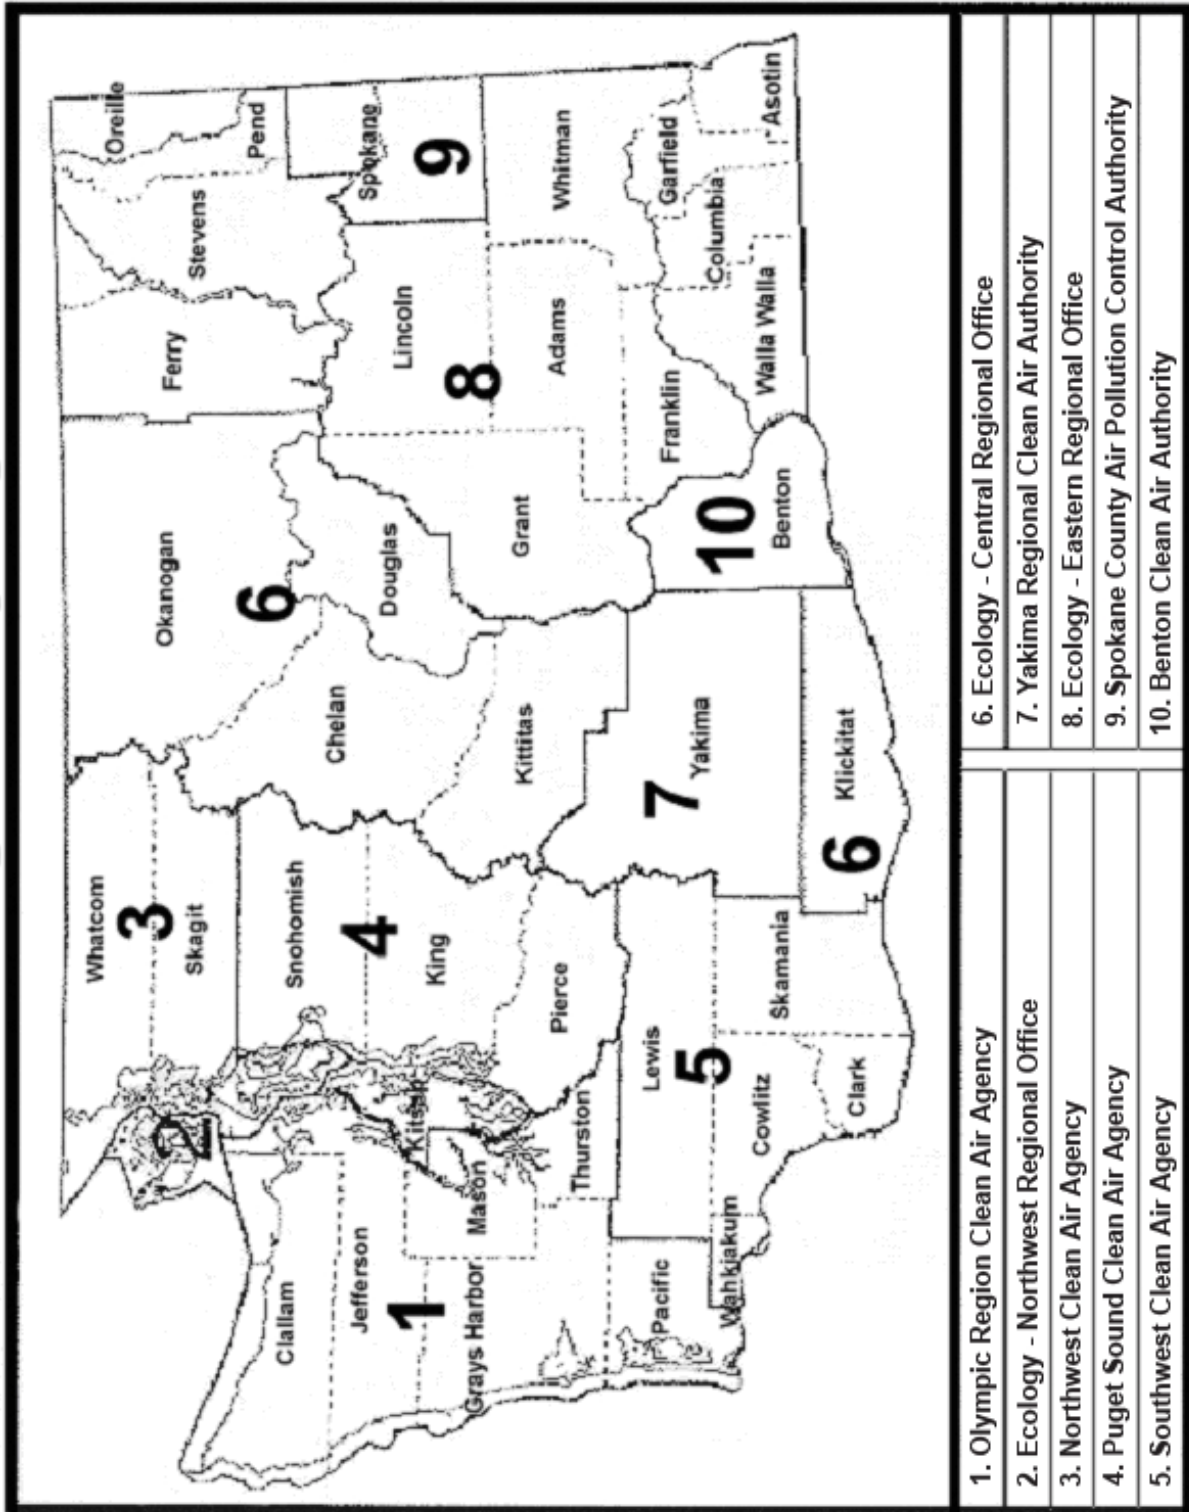 Whatcom
3
Skagit
2
Clallam
Jefferson
1
Grays Harbor
Mason
Kitsap
Snohomish
4
King
Pierce
Thurston
Pacific
Wahkiakum
Lewis
5
Cowlitz
Clark
Skamania
Okanogan
6
Chelan
Douglas
Kittitas
7
Yakima
Klickitat
6
Grant
10
Benton
Ferry
Stevens
Pend
Oreille
Lincoln
8
Adams
Franklin
Spokane
9
Whitman
Garfield
Columbia
Walla Walla
Asotin
1. Olympic Region Clean Air Agency
2. Ecology - Northwest Regional Office
3. Northwest Clean Air Agency
4. Puget Sound Clean Air Agency
5. Southwest Clean Air Agency
6. Ecology - Central Regional Office
7. Yakima Regional Clean Air Authority
8. Ecology - Eastern Regional Office
9. Spokane County Air Pollution Control Authority
10. Benton Clean Air Authority